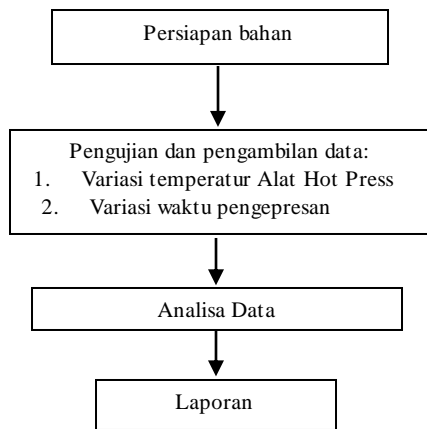 Persiapan bahan
Pengujian dan pengambilan data:
1. Variasi temperatur Alat Hot Press
2. Variasi waktu pengepresan
Analisa Data
Laporan